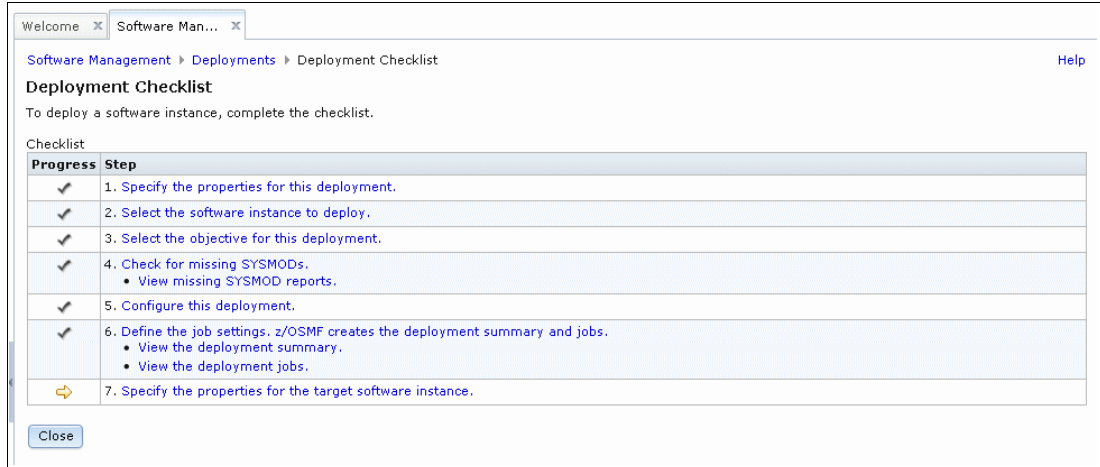 Welcome X Software Man... X
Software Management Deployments Deployment Checklist Help
Deployment Checklist
To deploy a software instance, complete the checklist.
Checklist
Progress Step
1. Specify the properties for this deployment.
2. Select the software instance to deploy.
3. Select the objective for this deployment.
4. Check for missing SYSMODs.
• View missing SYSMOD reports.
5. Configure this deployment.
6. Define the job settings. z/OSMF creates the deployment summary and jobs.
• View the deployment summary.
• View the deployment jobs.
7. Specify the properties for the target software instance.
Close